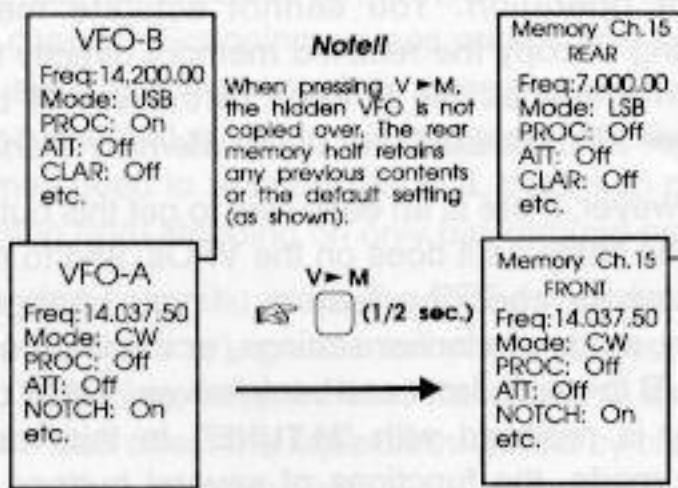 VFO-B
Freq:14.200.00
Mode: USB
PROC: On
ATT: Off
CLAR: Off
etc.
Note!!
When pressing V►M,
the hidden VFO is not
copied over. The rear
memory half retains
any previous contents
or the default setting
(as shown).
Memory Ch.15
REAR
Freq:7.000.00
Mode: LSB
PROC: Off
ATT: Off
CLAR: Off
etc.
VFO-A
Freq:14.037.50
Mode: CW
PROC: Off
ATT: Off
NOTCH: On
etc.
V► M
(1/2 sec.)
Memory Ch.15
FRONT
Freq:14.037.50
Mode: CW
PROC: Off
ATT: Off
NOTCH: On
etc.